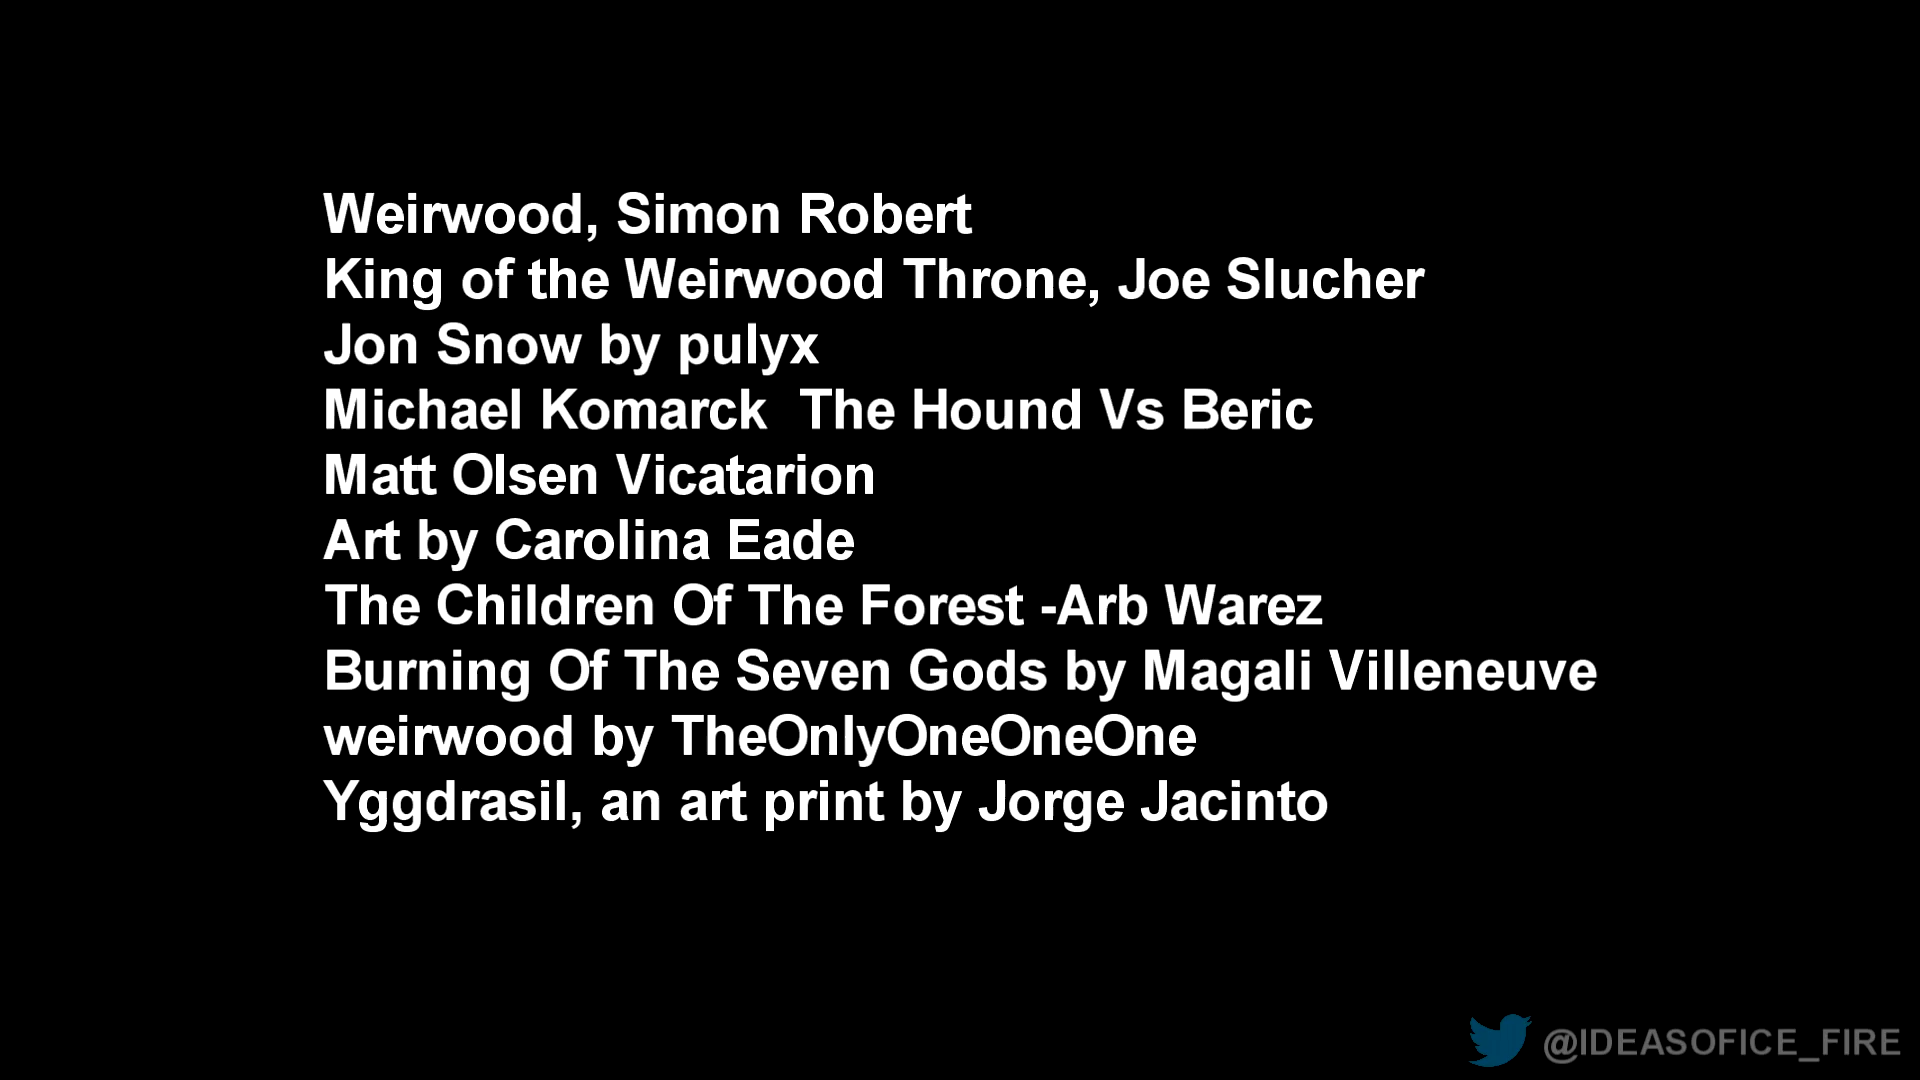 Weirwood, Simon Robert
King of the Weirwood Throne, Joe Slucher
Jon Snow by pulyx
Michael Komarck  The Hound Vs Beric
Matt Olsen Vicatarion
Art by Carolina Eade
The Children Of The Forest -Arb Warez
Burning Of The Seven Gods by Magali Villeneuve
weirwood by TheOnlyOneOneOne
Yggdrasil, an art print by Jorge Jacinto
@IDEASOFICE_FIRE